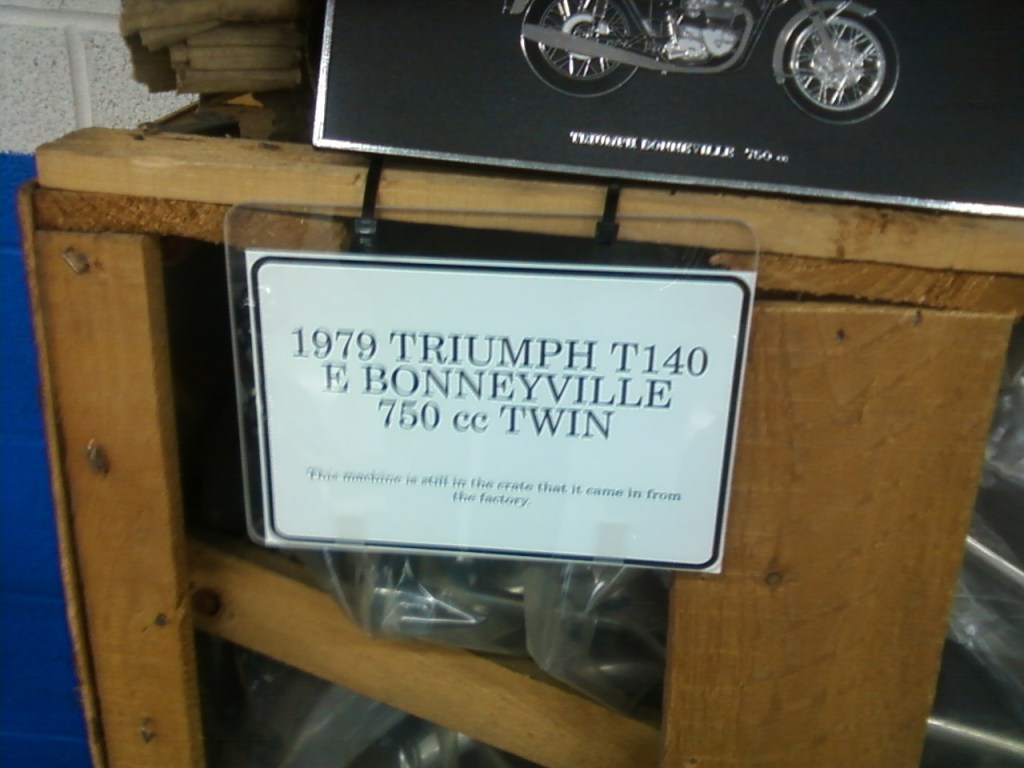 TRIUMPH BONNEVILLE 750 cc
1979 TRIUMPH T140
E BONNEYVILLE
750 cc TWIN
This machine is still in the crate that it came in from
the factory.